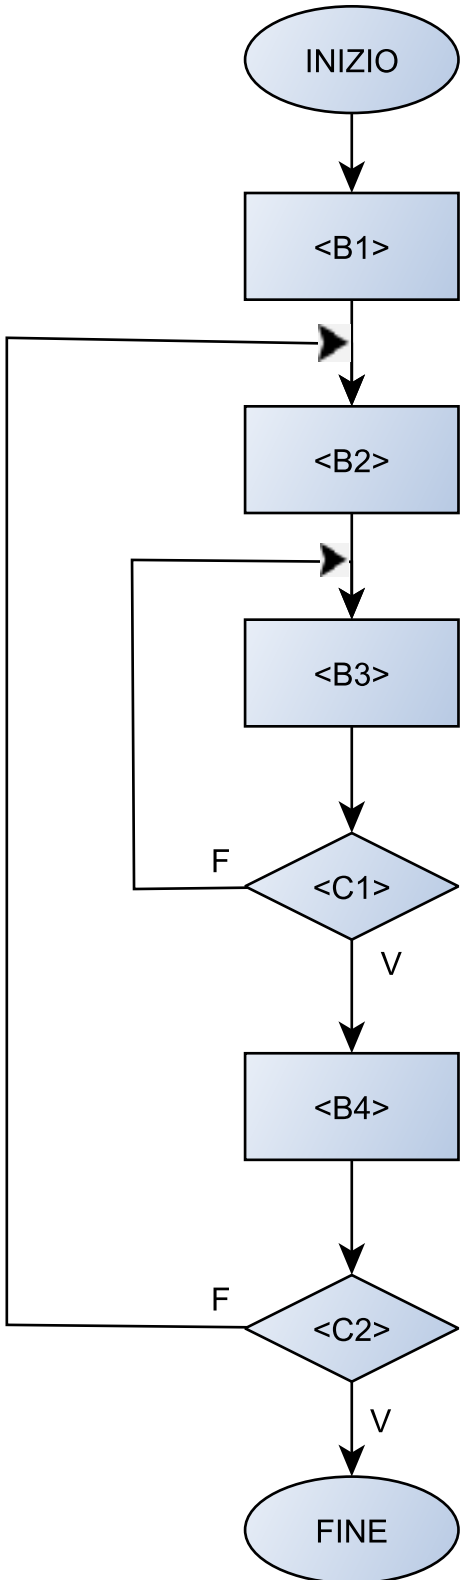 INIZIO
<B1>
<B2>
<B3>
F
<C1>
V
<B4>
F
<C2>
V
FINE